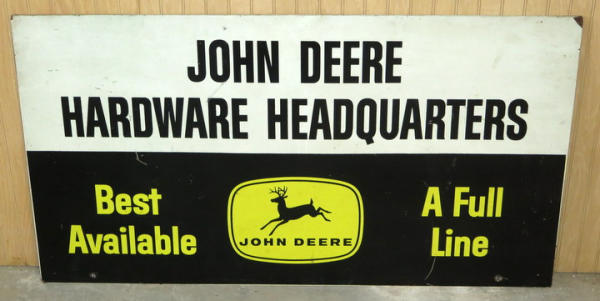 JOHN DEERE
HARDWARE HEADQUARTERS
Best
Available
JOHN DEERE
A Full
Line